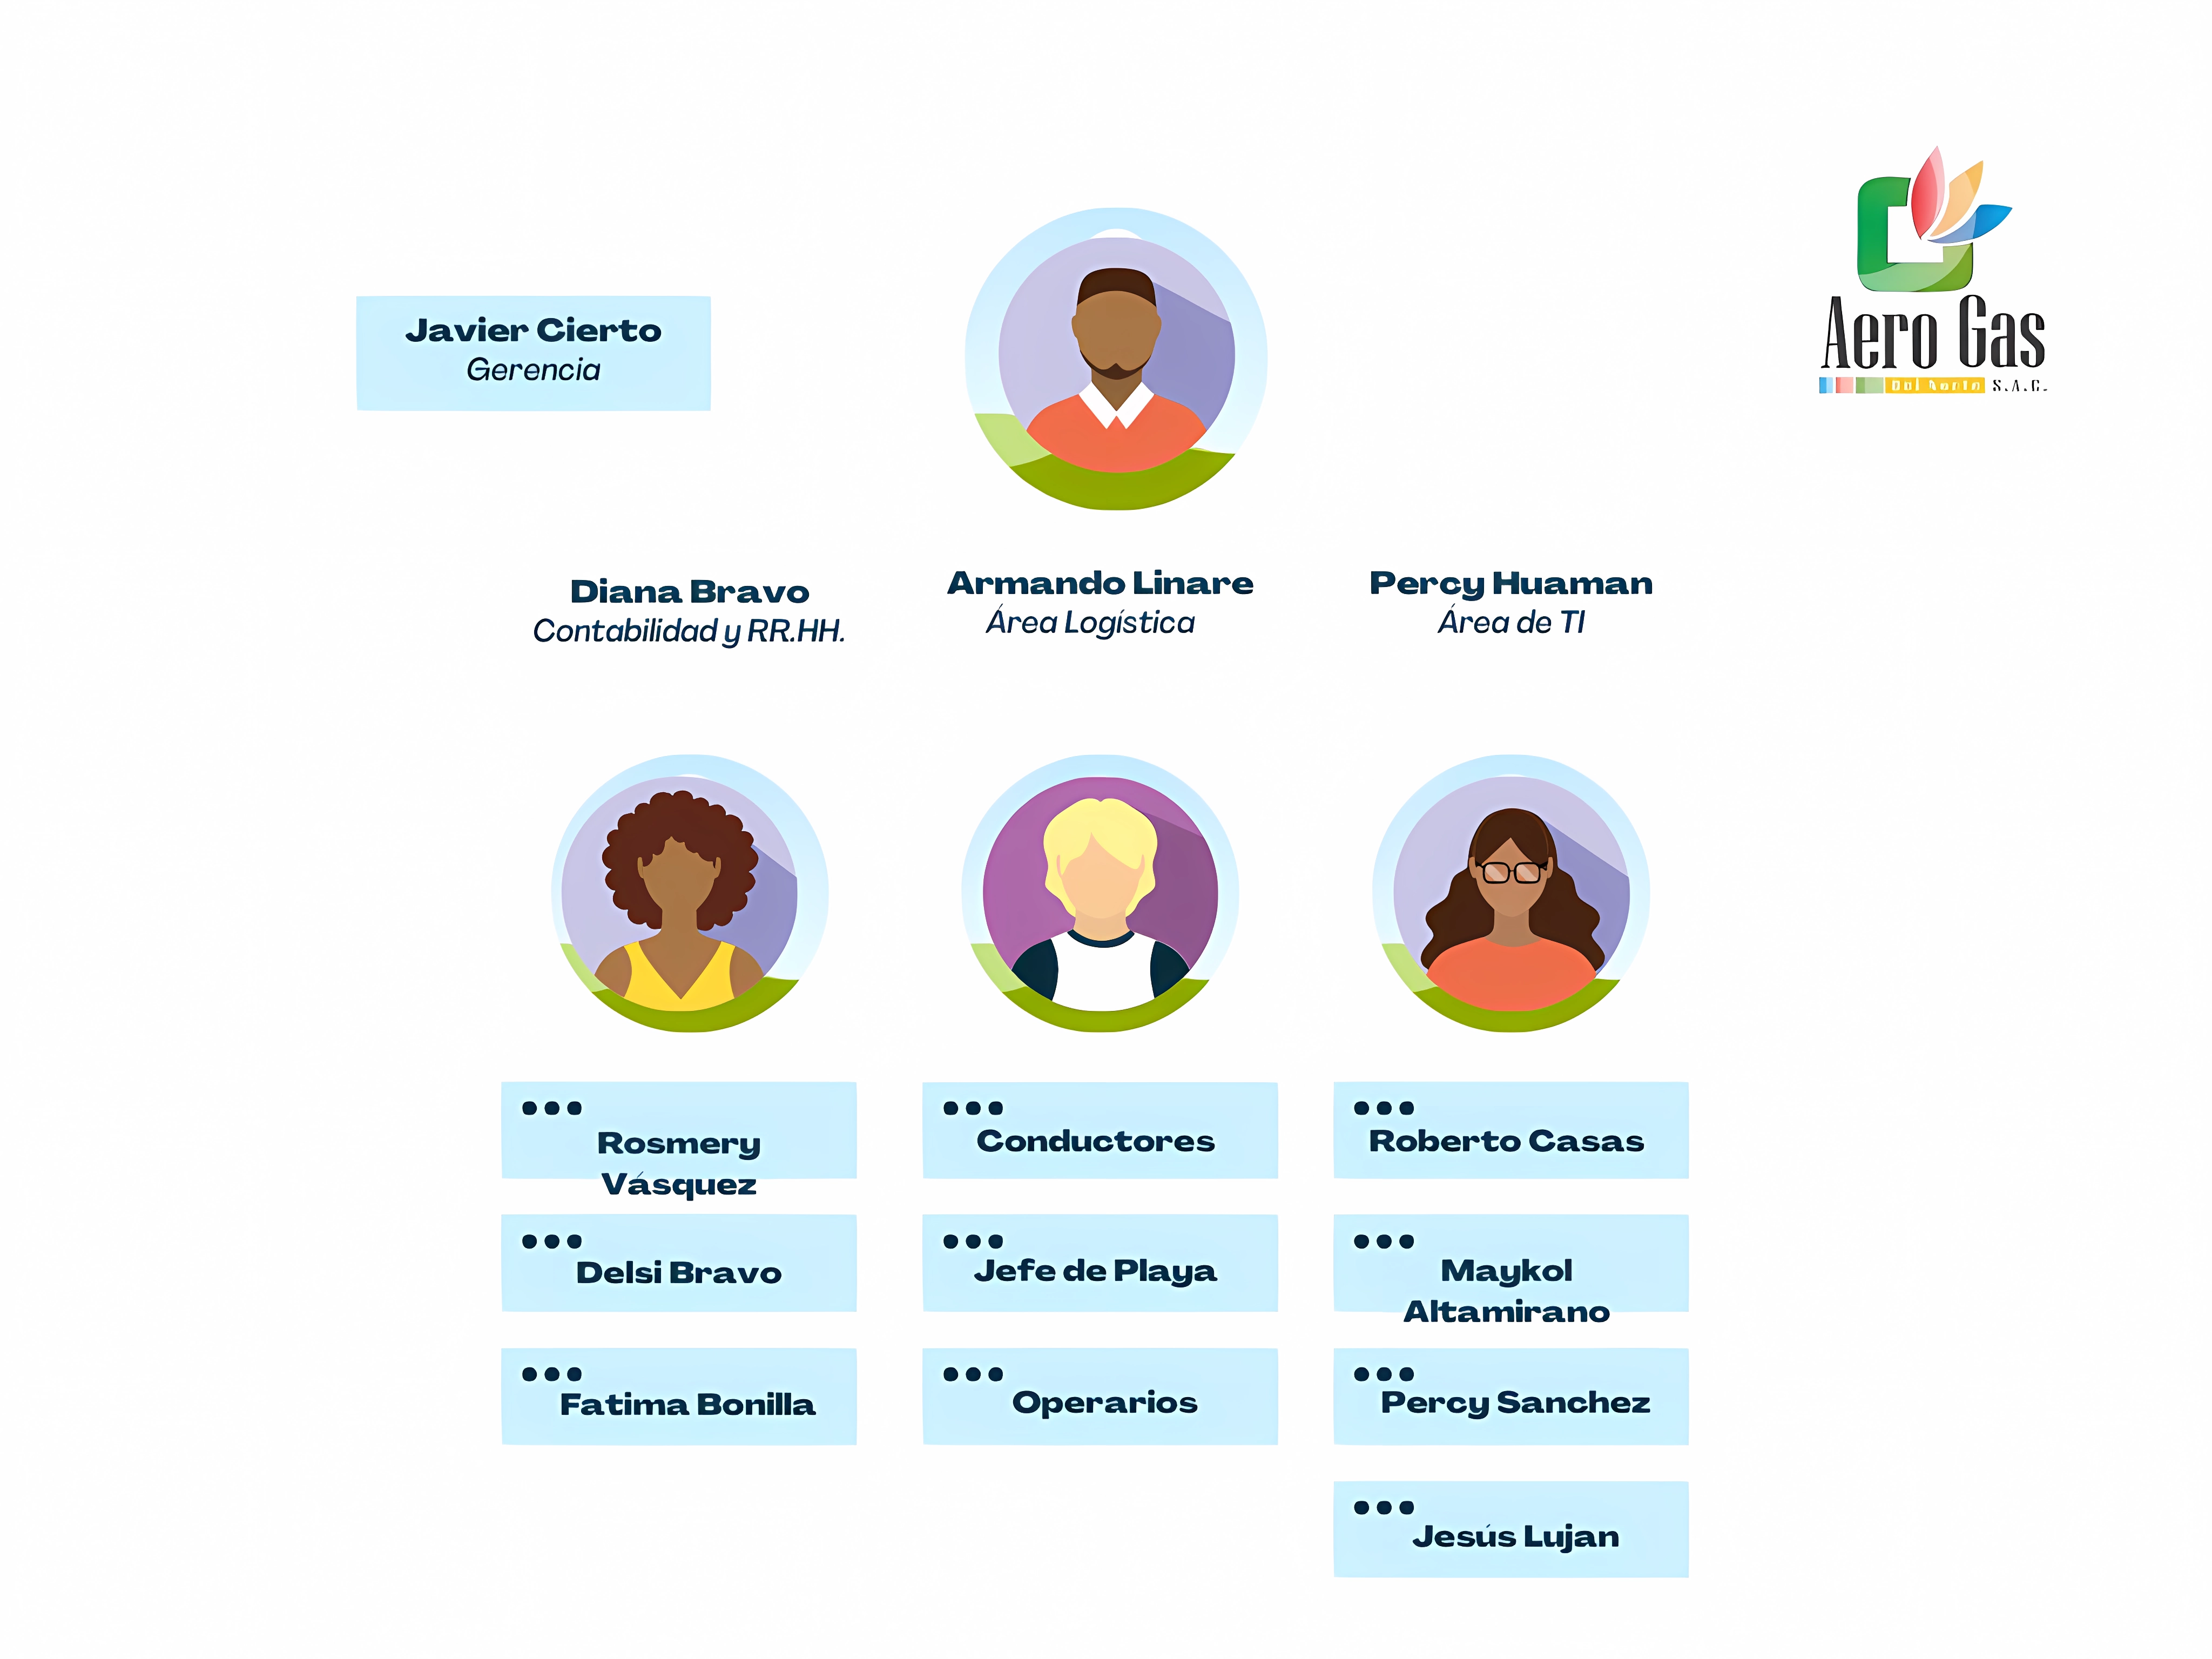 Javier Cierto
Gerencia
Aero Gas
Del Norte S.A.C.
Diana Bravo
Contabilidad y RR.HH.
Armando Linare
Área Logística
Percy Huaman
Área de TI
Rosmery
Vásquez
Delsi Bravo
Fatima Bonilla
Conductores
Jefe de Playa
Operarios
Roberto Casas
Maykol
Altamirano
Percy Sanchez
Jesús Lujan